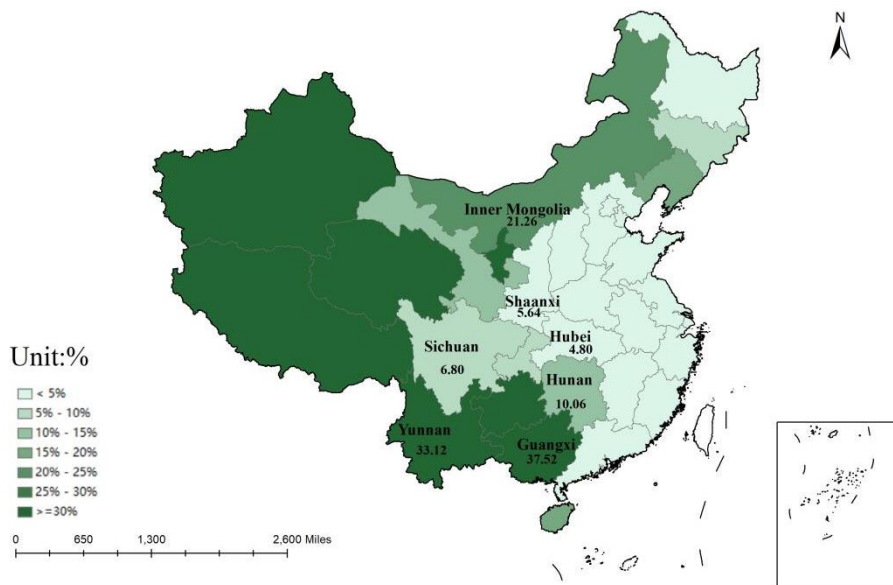 N
Inner Mongolia
21.26
Shaanxi
5.64
Hubei
4.80
Sichuan
6.80
Hunan
10.06
Yunnan
33.12
Guangxi
37.52
Unit:%
< 5%
5% - 10%
10% - 15%
15% - 20%
20% - 25%
25% - 30%
>=30%
0 650 1,300 2,600 Miles